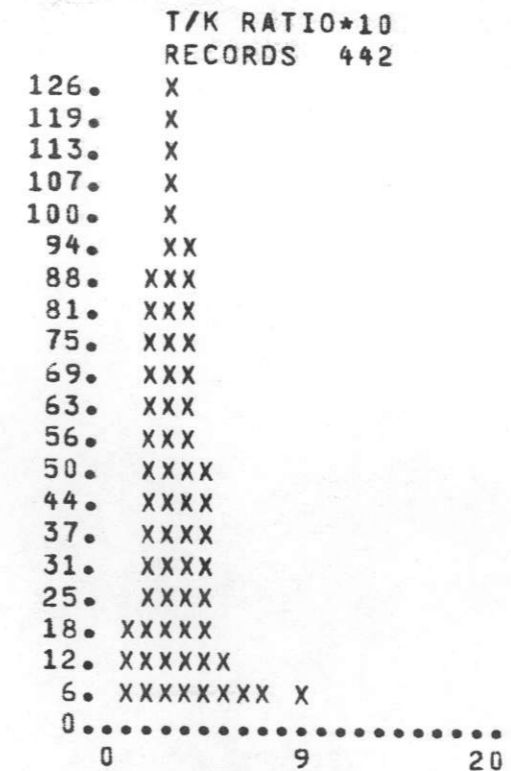 T/K RATIO*10
RECORDS 442
126. X
119. X
113. X
107. X
100. X
94. XX
88. XXX
81. XXX
75. XXX
69. XXX
63. XXX
56. XXX
50. XXXX
44. XXXX
37. XXXX
31. XXXX
25. XXXX
18. XXXXX
12. XXXXXX
6. XXXXXXXX X
0.....................
0 9 20